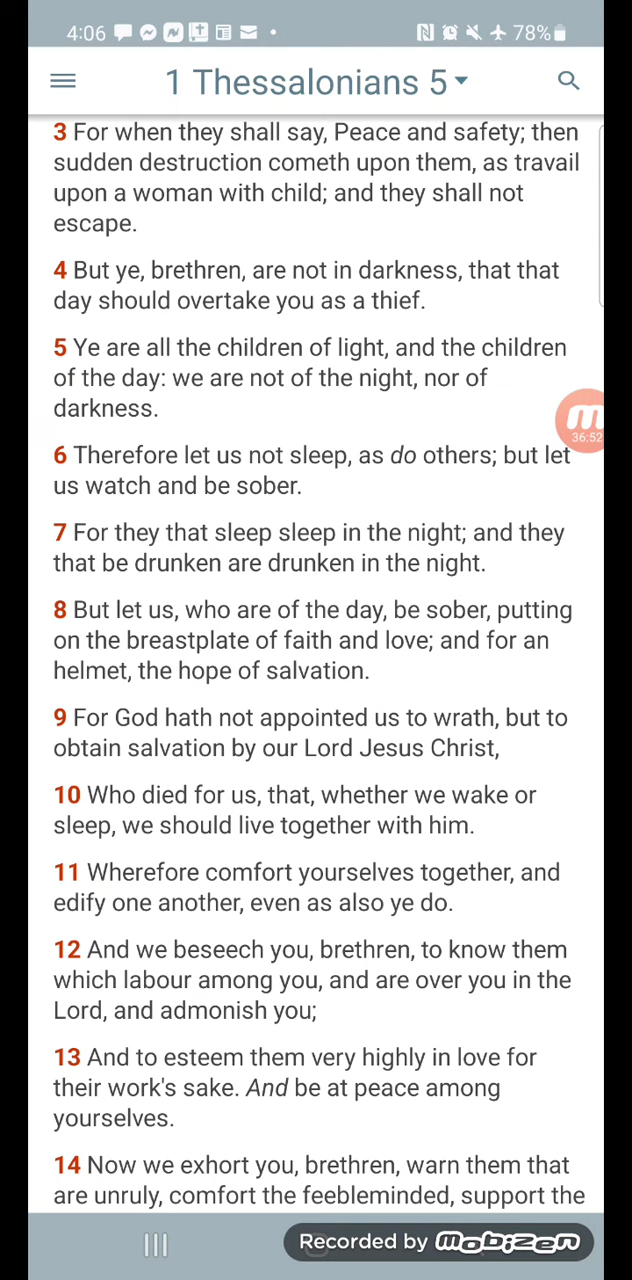 4:06
78%
1 Thessalonians 5
3 For when they shall say, Peace and safety; then
sudden destruction cometh upon them, as travail
upon a woman with child; and they shall not
escape.
4 But ye, brethren, are not in darkness, that that
day should overtake you as a thief.
5 Ye are all the children of light, and the children
of the day: we are not of the night, nor of
darkness.
m
36:52
6 Therefore let us not sleep, as do others; but let
us watch and be sober.
7 For they that sleep sleep in the night; and they
that be drunken are drunken in the night.
8 But let us, who are of the day, be sober, putting
on the breastplate of faith and love; and for an
helmet, the hope of salvation.
9 For God hath not appointed us to wrath, but to
obtain salvation by our Lord Jesus Christ,
10 Who died for us, that, whether we wake or
sleep, we should live together with him.
11 Wherefore comfort yourselves together, and
edify one another, even as also ye do.
12 And we beseech you, brethren, to know them
which labour among you, and are over you in the
Lord, and admonish you;
13 And to esteem them very highly in love for
their work's sake. And be at peace among
yourselves.
14 Now we exhort you, brethren, warn them that
are unruly, comfort the feebleminded, support the
Recorded by mobizen